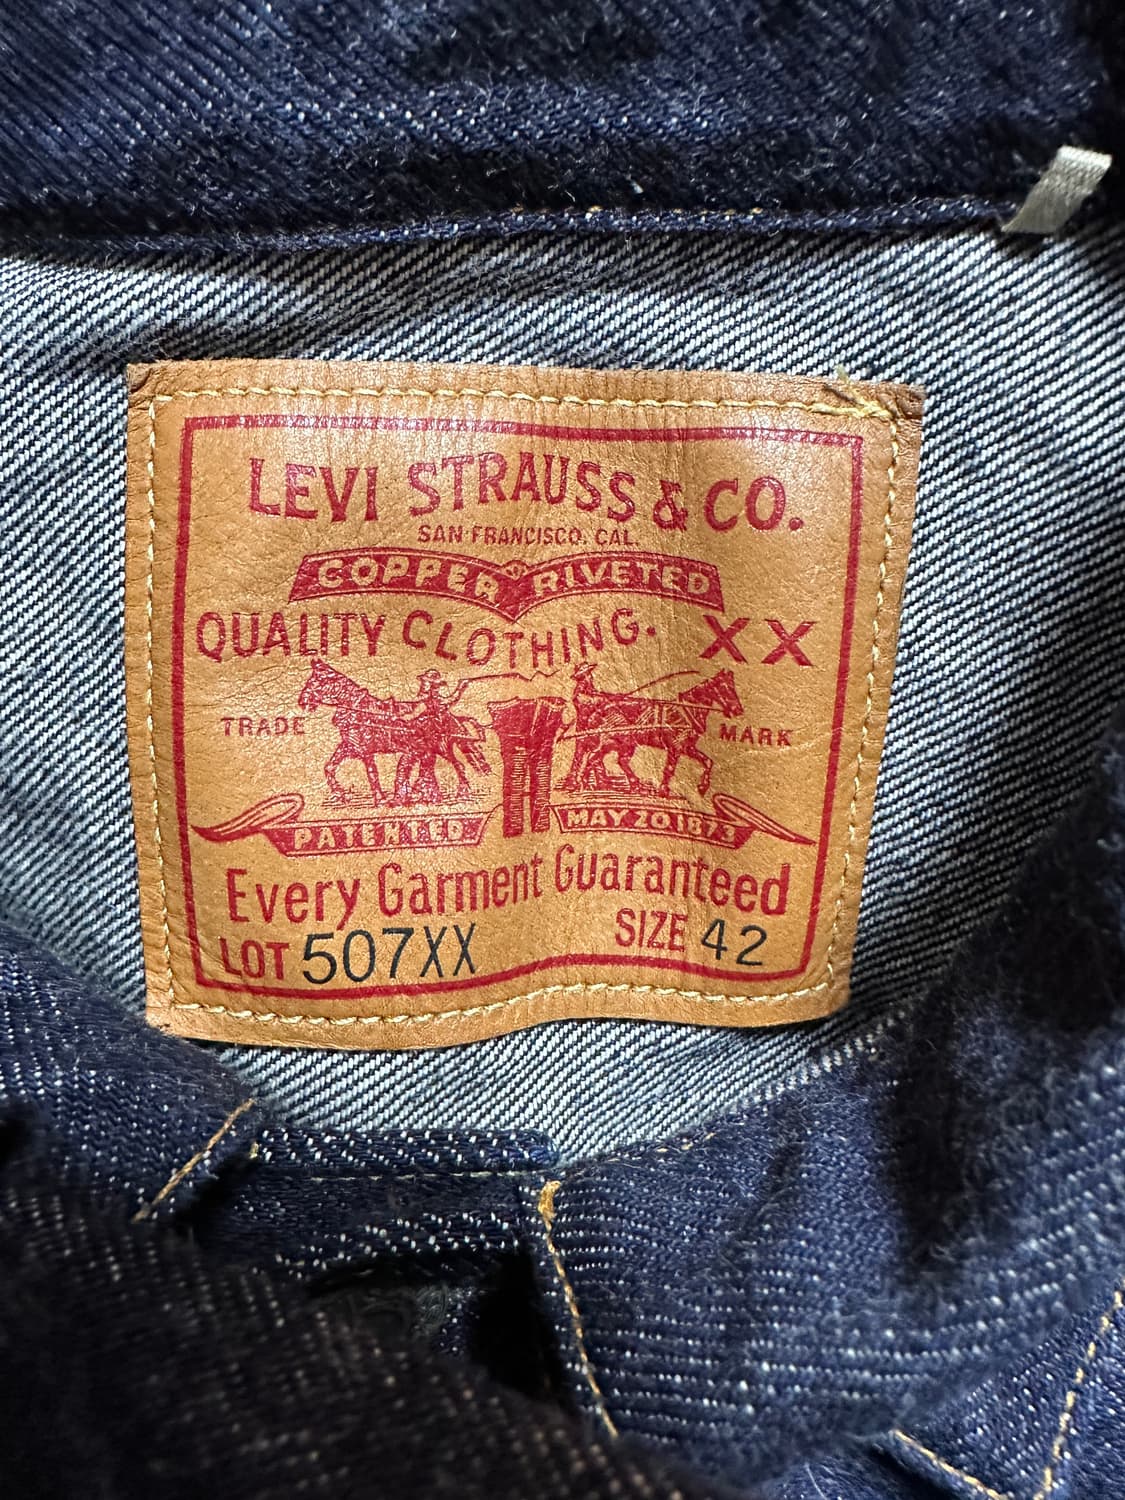 LEVI STRAUSS & CO.
SAN FRANCISCO, CAL.
COPPER RIVETED
QUALITY CLOTHING. XX
TRADE MARK
PATENTED MAY 20 1873
Every Garment Guaranteed
LOT 507XX SIZE 42